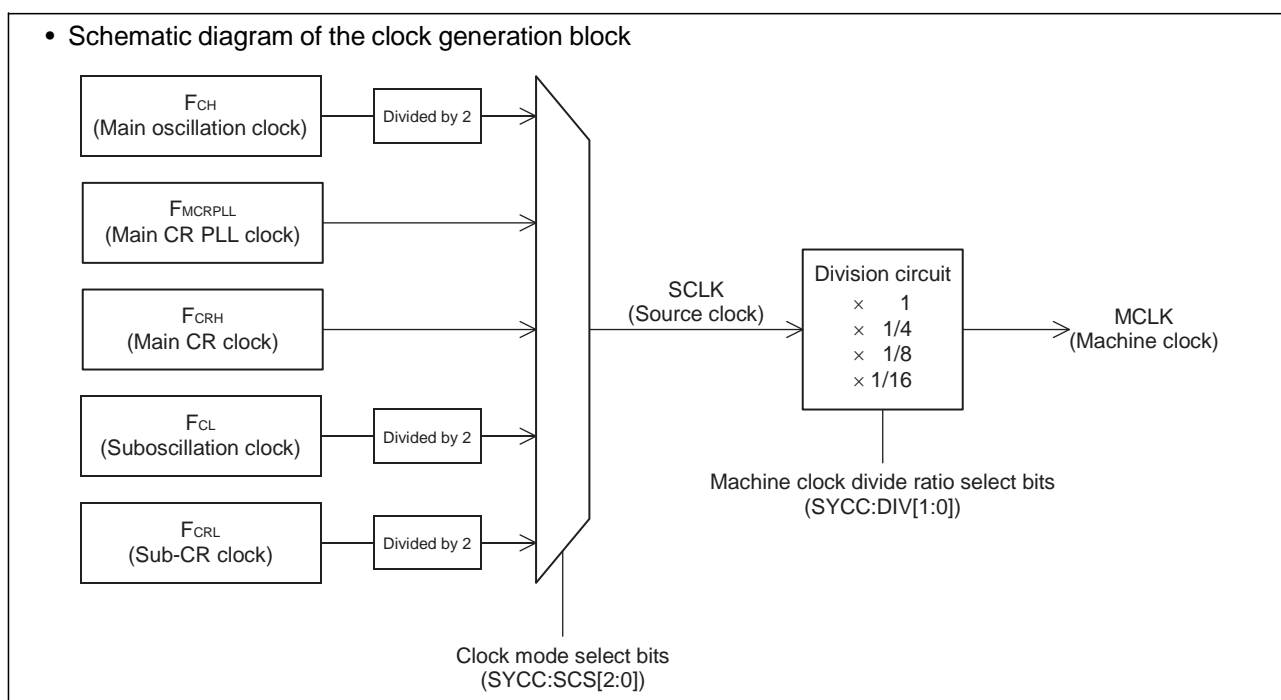 • Schematic diagram of the clock generation block
FCH
(Main oscillation clock)
Divided by 2
FMCRPLL
(Main CR PLL clock)
FCRH
(Main CR clock)
FCL
(Suboscillation clock)
Divided by 2
FCRL
(Sub-CR clock)
Divided by 2
SCLK
(Source clock)
Division circuit
× 1
× 1/4
× 1/8
× 1/16
MCLK
(Machine clock)
Machine clock divide ratio select bits
(SYCC:DIV[1:0])
Clock mode select bits
(SYCC:SCS[2:0])